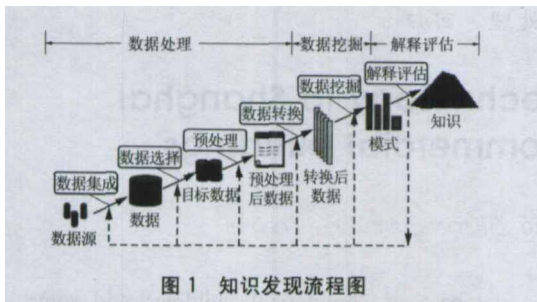 数据处理
数据挖掘
解释评估
解释评估
数据挖掘
知识
数据转换
模式
预处理
转换后
数据
数据选择
预处理
后数据
数据集成
目标数据
数据
数据源
图 1 知识发现流程图